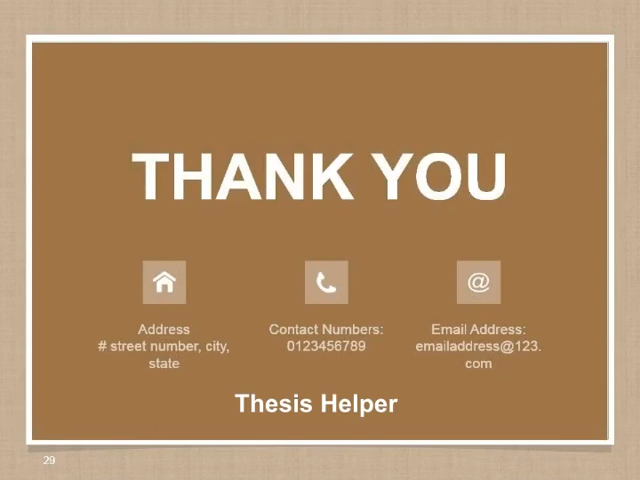 THANK YOU
@
Address
# street number, city,
state
Contact Numbers:
0123456789
Email Address:
emailaddress@123.
com
Thesis Helper
29